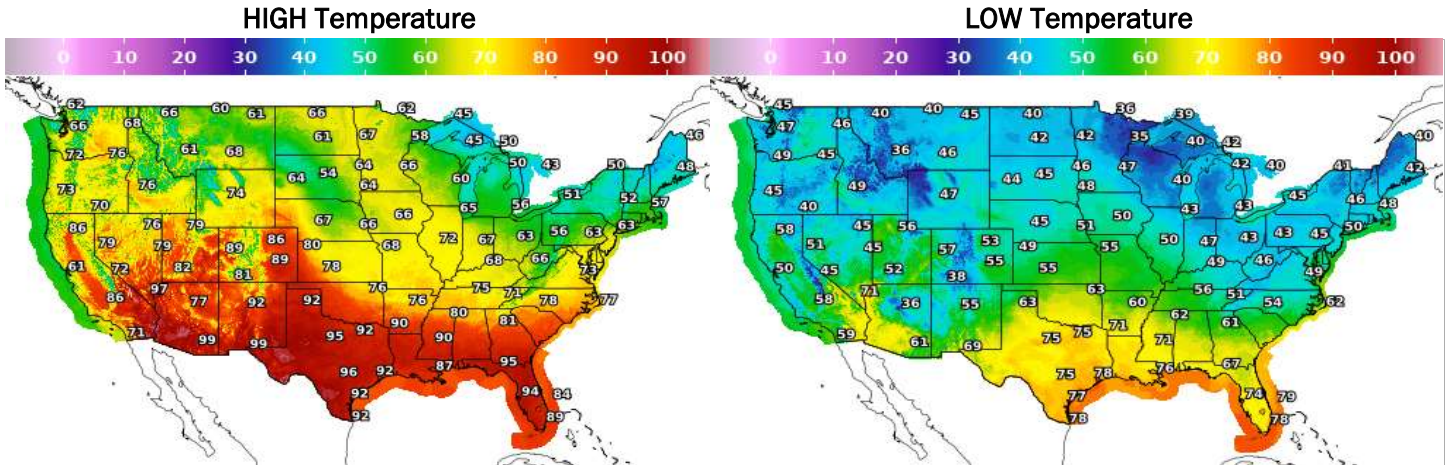 HIGH Temperature LOW Temperature
0 10 20 30 40 50 60 70 80 90 100 0 10 20 30 40 50 60 70 80 90 100
62 66 60 61 66 62 45 45 40 40 45 40 36 39
66 68 61 67 58 45 50 46 47 46 42 42 35 40 42 40
72 76 61 68 64 66 50 43 50 48 49 45 36 46 46 47 42 40 41 42
73 76 74 64 54 64 60 56 51 52 57 45 49 47 44 45 48 40 43 45 46 48
70 67 66 66 65 40 45 50 43
86 79 76 79 79 89 86 80 68 72 67 63 56 63 63 58 51 45 45 56 57 53 49 51 55 50 47 43 43 45 50
61 72 82 81 89 78 68 66 73 50 45 52 38 55 55 49 46 49
86 97 77 92 92 76 76 75 71 78 77 58 71 36 55 63 63 60 56 51 54 62
71 99 99 95 92 90 90 80 81 59 61 69 75 75 71 71 62 61
96 92 87 95 75 78 76 67
92 94 84 77 74 79
92 89 78 78